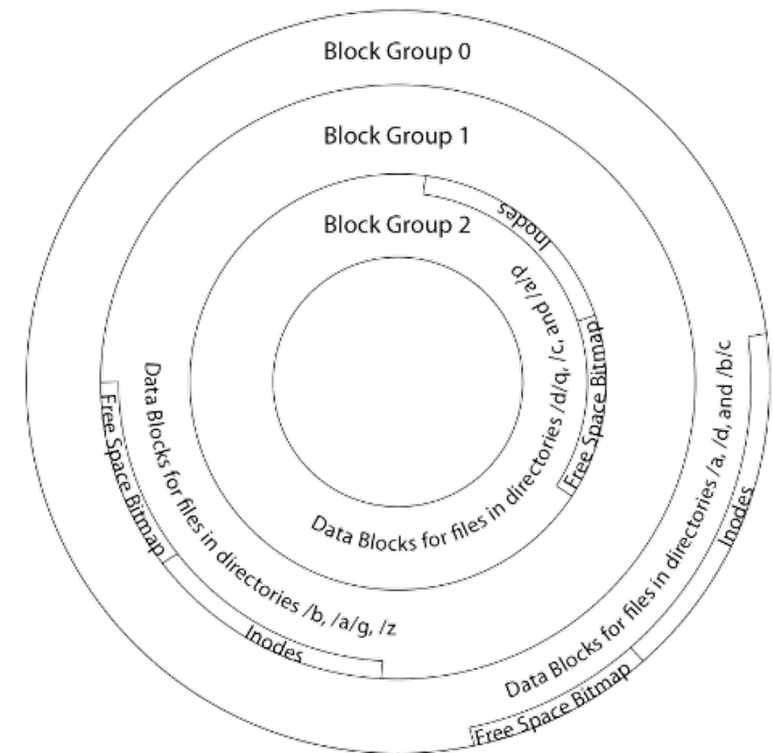 Block Group 0
Block Group 1
Block Group 2
Inodes
Free Space Bitmap
Data Blocks for files in directories /d/q, /c, and /a/p
Data Blocks for files in directories /b, /a/g, /z
Free Space Bitmap
Inodes
Data Blocks for files in directories /a, /d, and /b/c
Inodes
Free Space Bitmap